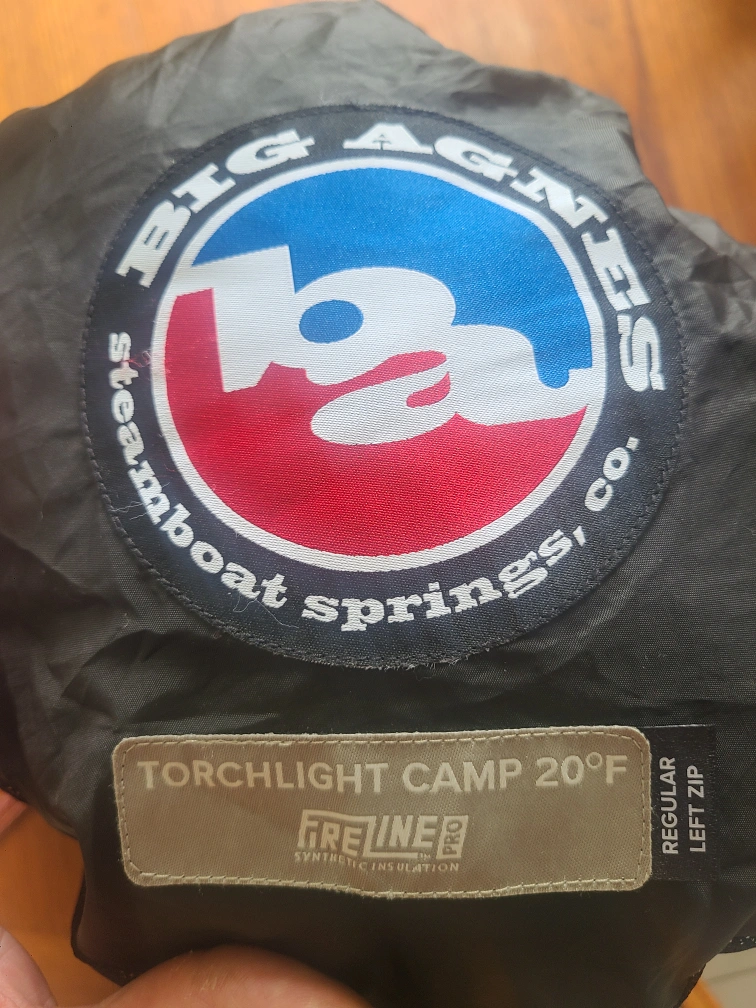 BIG AGNES
ba
steamboat springs, co.
TORCHLIGHT CAMP 20°F
FIRELINE PRO
SYNTHETIC INSULATION
REGULAR
LEFT ZIP